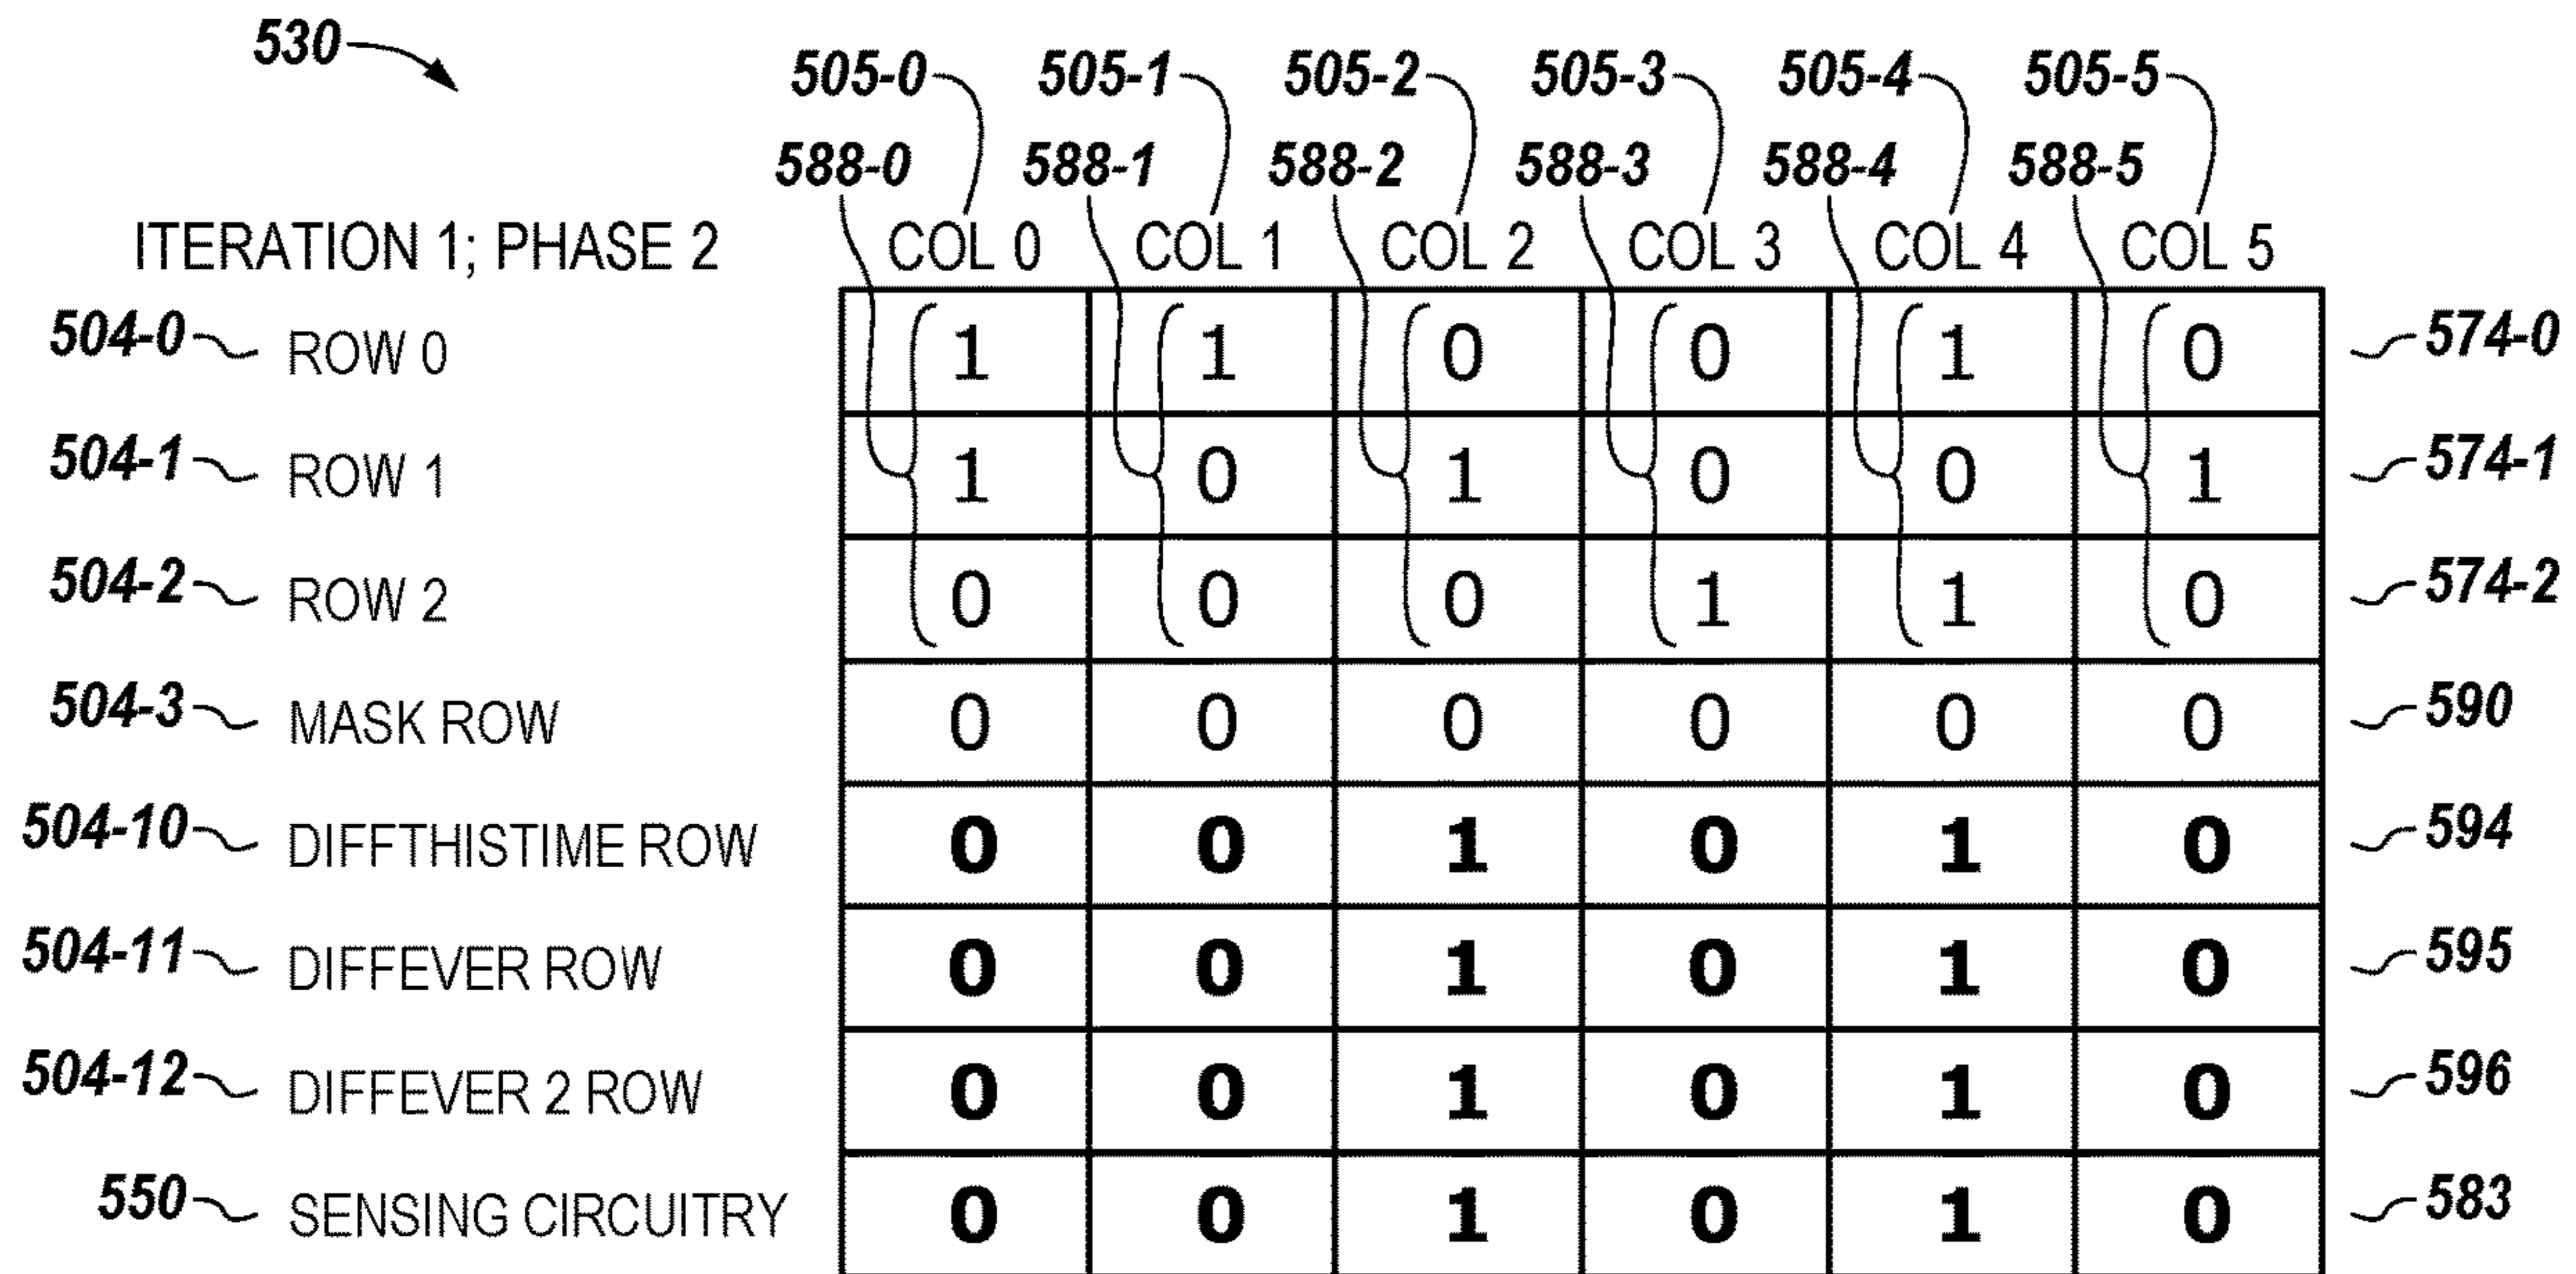 530
505-0 505-1 505-2 505-3 505-4 505-5
588-0 588-1 588-2 588-3 588-4 588-5
ITERATION 1; PHASE 2 COL 0 COL 1 COL 2 COL 3 COL 4 COL 5
504-0 ROW 0 1 1 0 0 1 0 574-0
504-1 ROW 1 1 0 1 0 0 1 574-1
504-2 ROW 2 0 0 0 1 1 0 574-2
504-3 MASK ROW 0 0 0 0 0 0 590
504-10 DIFFTHISTIME ROW 0 0 1 0 1 0 594
504-11 DIFFEVER ROW 0 0 1 0 1 0 595
504-12 DIFFEVER 2 ROW 0 0 1 0 1 0 596
550 SENSING CIRCUITRY 0 0 1 0 1 0 583